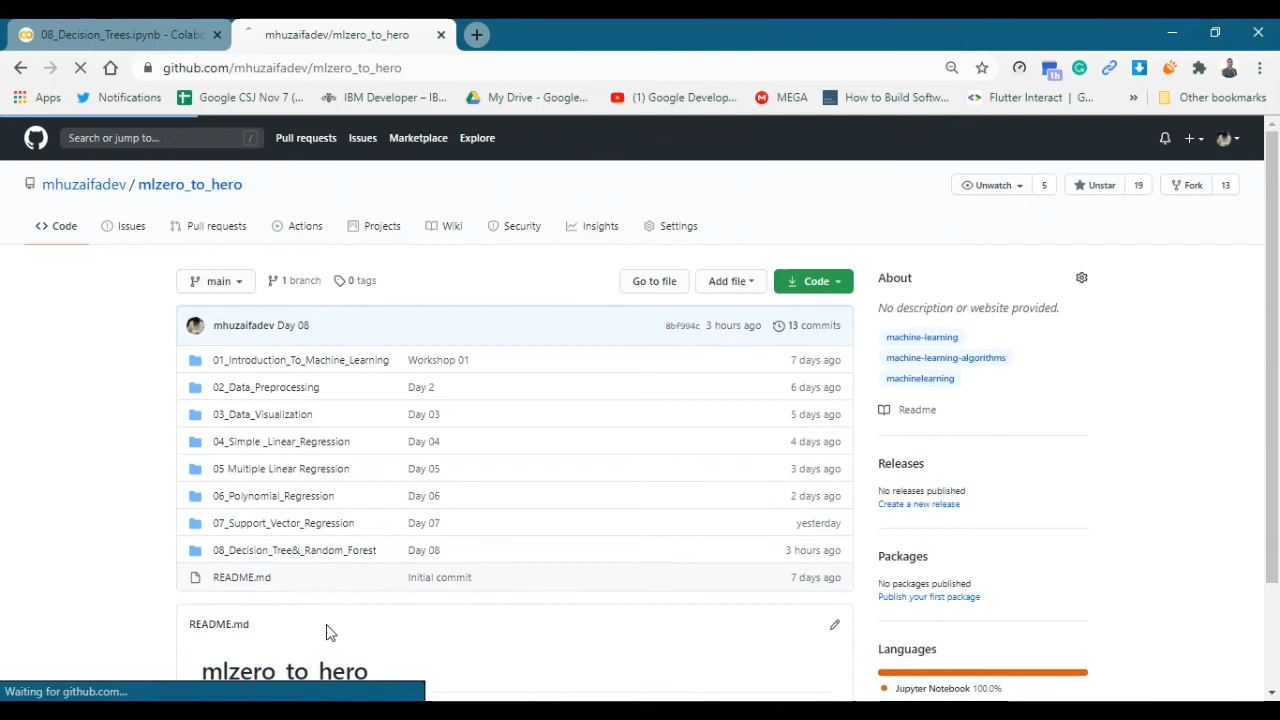 08_Decision_Trees.ipynb - Colabo
mhuzaifadev/mlzero_to_hero
github.com/mhuzaifadev/mlzero_to_hero
1h
Apps
Notifications
Google CSJ Nov 7 (...
IBM Developer – IB...
My Drive - Google...
(1) Google Develop...
MEGA
How to Build Softw...
Flutter Interact | G...
»
Other bookmarks
Search or jump to...
/
Pull requests
Issues
Marketplace
Explore
mhuzaifadev / mlzero_to_hero
Unwatch
5
Unstar
19
Fork
13
<> Code
Issues
Pull requests
Actions
Projects
Wiki
Security
Insights
Settings
main
1 branch
0 tags
Go to file
Add file
Code
About
No description or website provided.
mhuzaifadev Day 08
8bf994c 3 hours ago
13 commits
machine-learning
machine-learning-algorithms
machinelearning
01_Introduction_To_Machine_Learning Workshop 01 7 days ago
02_Data_Preprocessing Day 2 6 days ago
03_Data_Visualization Day 03 5 days ago
04_Simple _Linear_Regression Day 04 4 days ago
05 Multiple Linear Regression Day 05 3 days ago
06_Polynomial_Regression Day 06 2 days ago
07_Support_Vector_Regression Day 07 yesterday
08_Decision_Tree&_Random_Forest Day 08 3 hours ago
README.md Initial commit 7 days ago
Readme
Releases
No releases published
Create a new release
Packages
No packages published
Publish your first package
README.md
mlzero_to_hero
Languages
Jupyter Notebook 100.0%
Waiting for github.com...